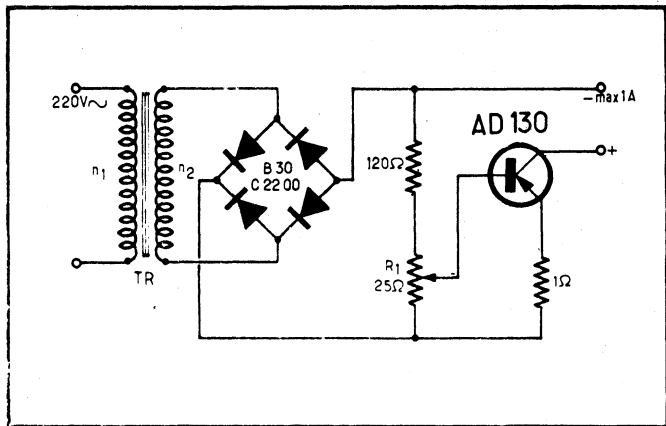 220V~
n1
n2
TR
B 30
C 2200
120Ω
R1
25Ω
AD 130
1Ω
-max 1A
+